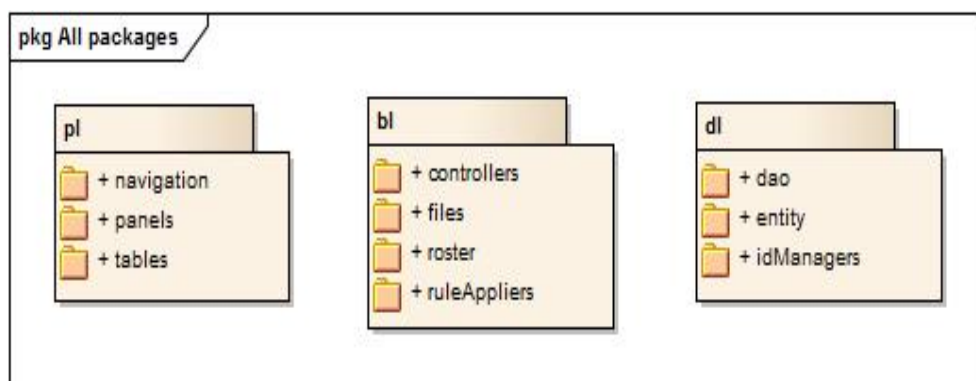 pkg All packages
pl
+ navigation
+ panels
+ tables
bl
+ controllers
+ files
+ roster
+ ruleAppliers
dl
+ dao
+ entity
+ idManagers